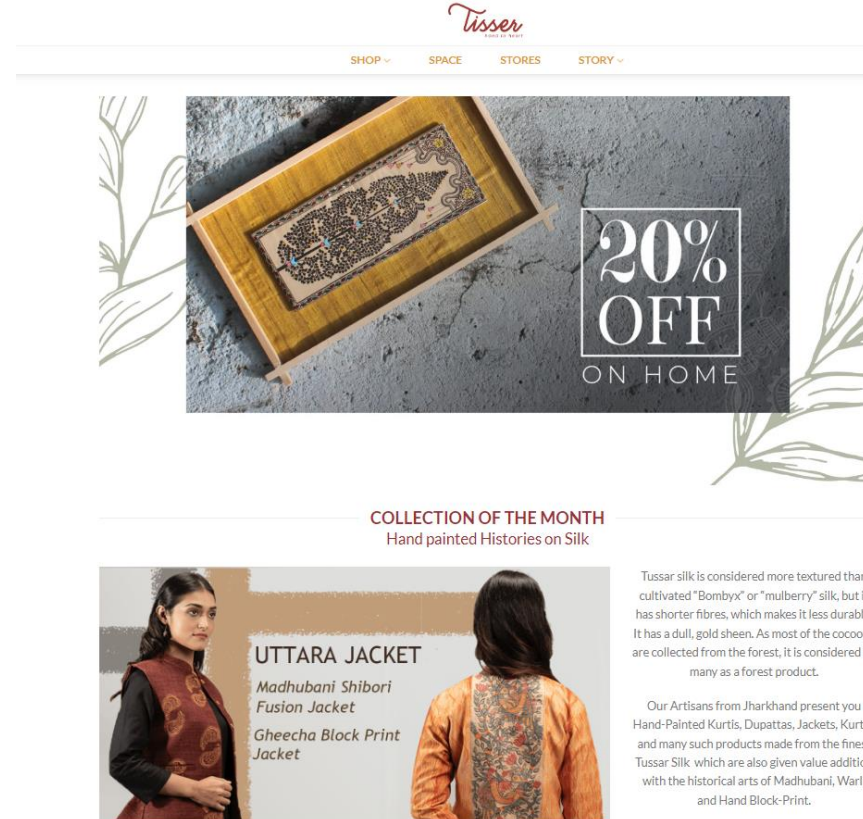 Tisser
SHOP
SPACE
STORES
STORY
20%
OFF
ON HOME
COLLECTION OF THE MONTH
Hand painted Histories on Silk
UTTARA JACKET
Madhubani Shibori
Fusion Jacket
Gheecha Block Print
Jacket
Tussar silk is considered more textured than
cultivated "Bombyx" or "mulberry" silk, but i
has shorter fibres, which makes it less durabl
It has a dull, gold sheen. As most of the cocoo
are collected from the forest, it is considered
many as a forest product.
Our Artisans from Jharkhand present you
Hand-Painted Kurtis, Dupattas, Jackets, Kurt
and many such products made from the fines
Tussar Silk which are also given value additio
with the historical arts of Madhubani, Warl
and Hand Block-Print.